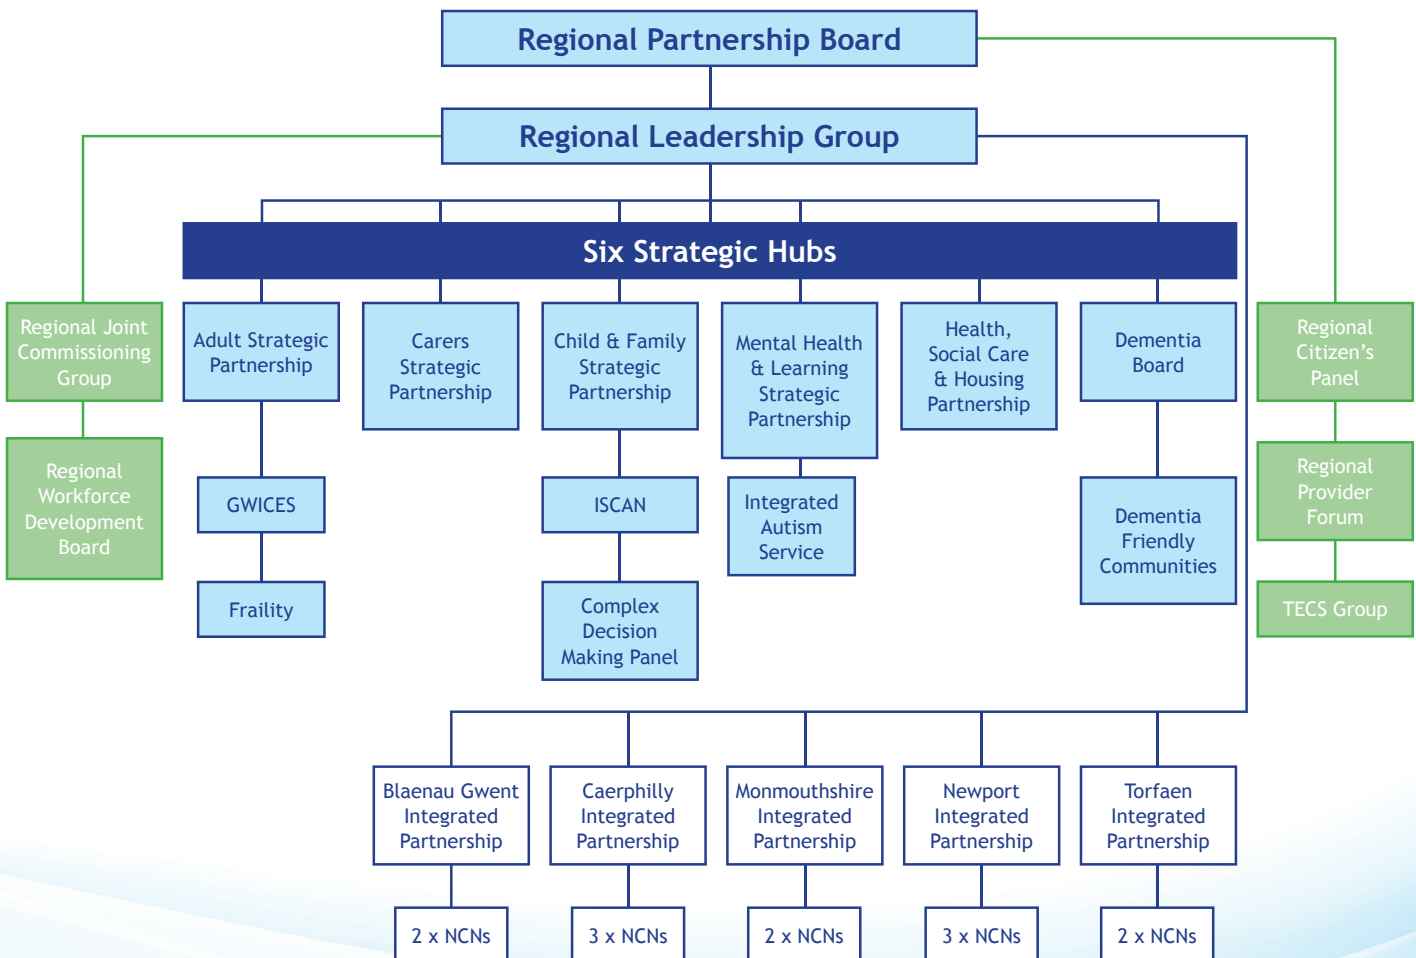 Regional Partnership Board
Regional Leadership Group
Six Strategic Hubs
Regional Joint
Commissioning
Group
Regional
Workforce
Development
Board
Adult Strategic
Partnership
GWICES
Fraility
Carers
Strategic
Partnership
Child & Family
Strategic
Partnership
ISCAN
Complex
Decision
Making Panel
Mental Health
& Learning
Strategic
Partnership
Integrated
Autism
Service
Health,
Social Care
& Housing
Partnership
Dementia
Board
Dementia
Friendly
Communities
Regional
Citizen’s
Panel
Regional
Provider
Forum
TECS Group
Blaenau Gwent
Integrated
Partnership
2 x NCNs
Caerphilly
Integrated
Partnership
3 x NCNs
Monmouthshire
Integrated
Partnership
2 x NCNs
Newport
Integrated
Partnership
3 x NCNs
Torfaen
Integrated
Partnership
2 x NCNs